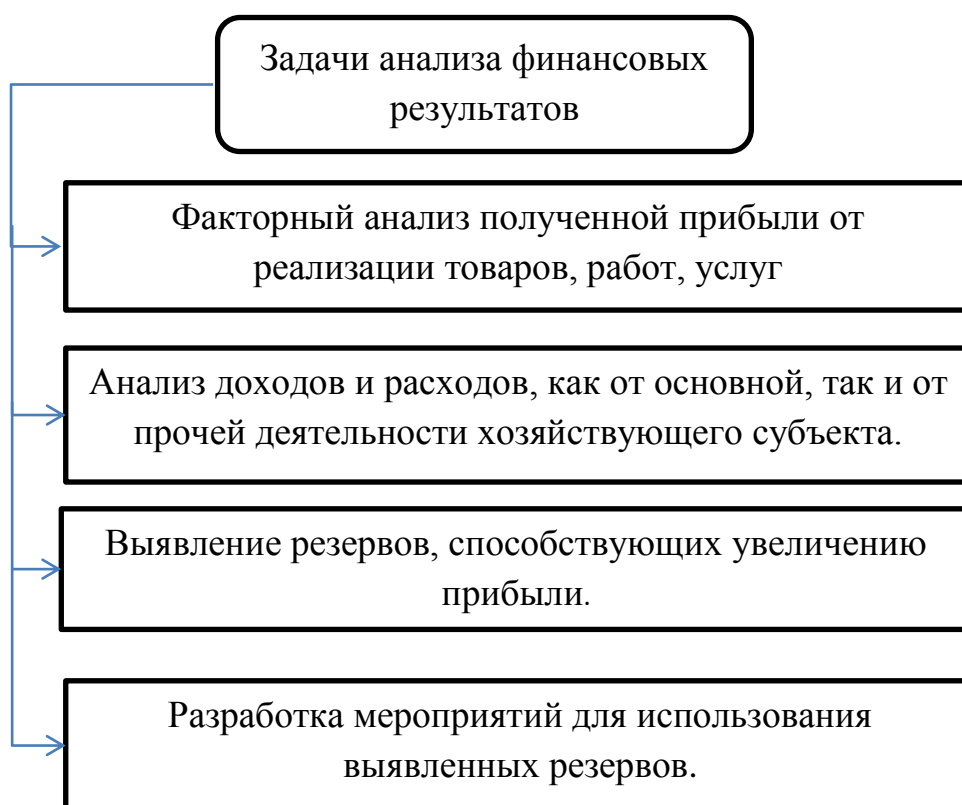 Задачи анализа финансовых
результатов
Факторный анализ полученной прибыли от
реализации товаров, работ, услуг
Анализ доходов и расходов, как от основной, так и от
прочей деятельности хозяйствующего субъекта.
Выявление резервов, способствующих увеличению
прибыли.
Разработка мероприятий для использования
выявленных резервов.